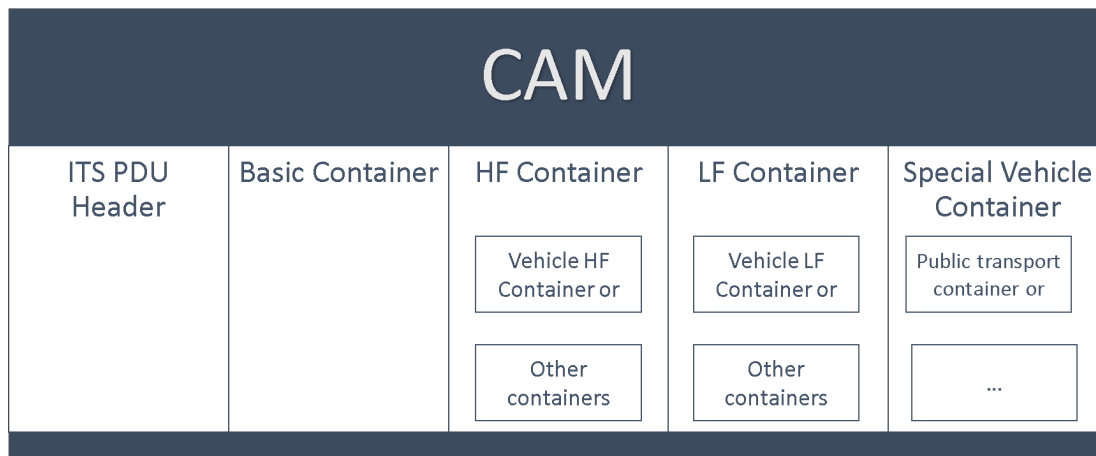 CAM
ITS PDU
Header
Basic Container
HF Container
Vehicle HF
Container or
Other
containers
LF Container
Vehicle LF
Container or
Other
containers
Special Vehicle
Container
Public transport
container or
...